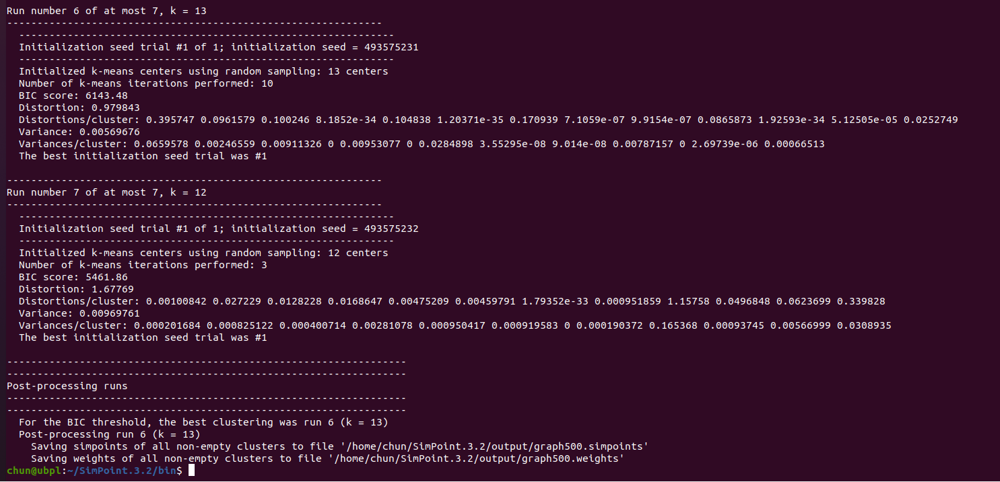 Run number 6 of at most 7, k = 13
--------------------------------------------------------------
--------------------------------------------------------------
Initialization seed trial #1 of 1; initialization seed = 493575231
--------------------------------------------------------------
Initialized k-means centers using random sampling: 13 centers
Number of k-means iterations performed: 10
BIC score: 6143.48
Distortion: 0.979843
Distortions/cluster: 0.395747 0.0961579 0.100246 8.1852e-34 0.104838 1.20371e-35 0.170939 7.1059e-07 9.9154e-07 0.0865873 1.92593e-34 5.12505e-05 0.0252749
Variance: 0.00569676
Variances/cluster: 0.0659578 0.00246559 0.00911326 0 0.00953077 0 0.0284898 3.55295e-08 9.014e-08 0.00787157 0 2.69739e-06 0.00066513
The best initialization seed trial was #1
--------------------------------------------------------------
Run number 7 of at most 7, k = 12
--------------------------------------------------------------
--------------------------------------------------------------
Initialization seed trial #1 of 1; initialization seed = 493575232
--------------------------------------------------------------
Initialized k-means centers using random sampling: 12 centers
Number of k-means iterations performed: 3
BIC score: 5461.86
Distortion: 1.67769
Distortions/cluster: 0.00100842 0.027229 0.0128228 0.0168647 0.00475209 0.00459791 1.79352e-33 0.000951859 1.15758 0.0496848 0.0623699 0.339828
Variance: 0.00969761
Variances/cluster: 0.000201684 0.000825122 0.000400714 0.00281078 0.000950417 0.000919583 0 0.000190372 0.165368 0.00093745 0.00566999 0.0308935
The best initialization seed trial was #1
------------------------------------------------------------------
------------------------------------------------------------------
Post-processing runs
------------------------------------------------------------------
------------------------------------------------------------------
For the BIC threshold, the best clustering was run 6 (k = 13)
Post-processing run 6 (k = 13)
Saving simpoints of all non-empty clusters to file '/home/chun/SimPoint.3.2/output/graph500.simpoints'
Saving weights of all non-empty clusters to file '/home/chun/SimPoint.3.2/output/graph500.weights'
chun@ubpl:~/SimPoint.3.2/bin$